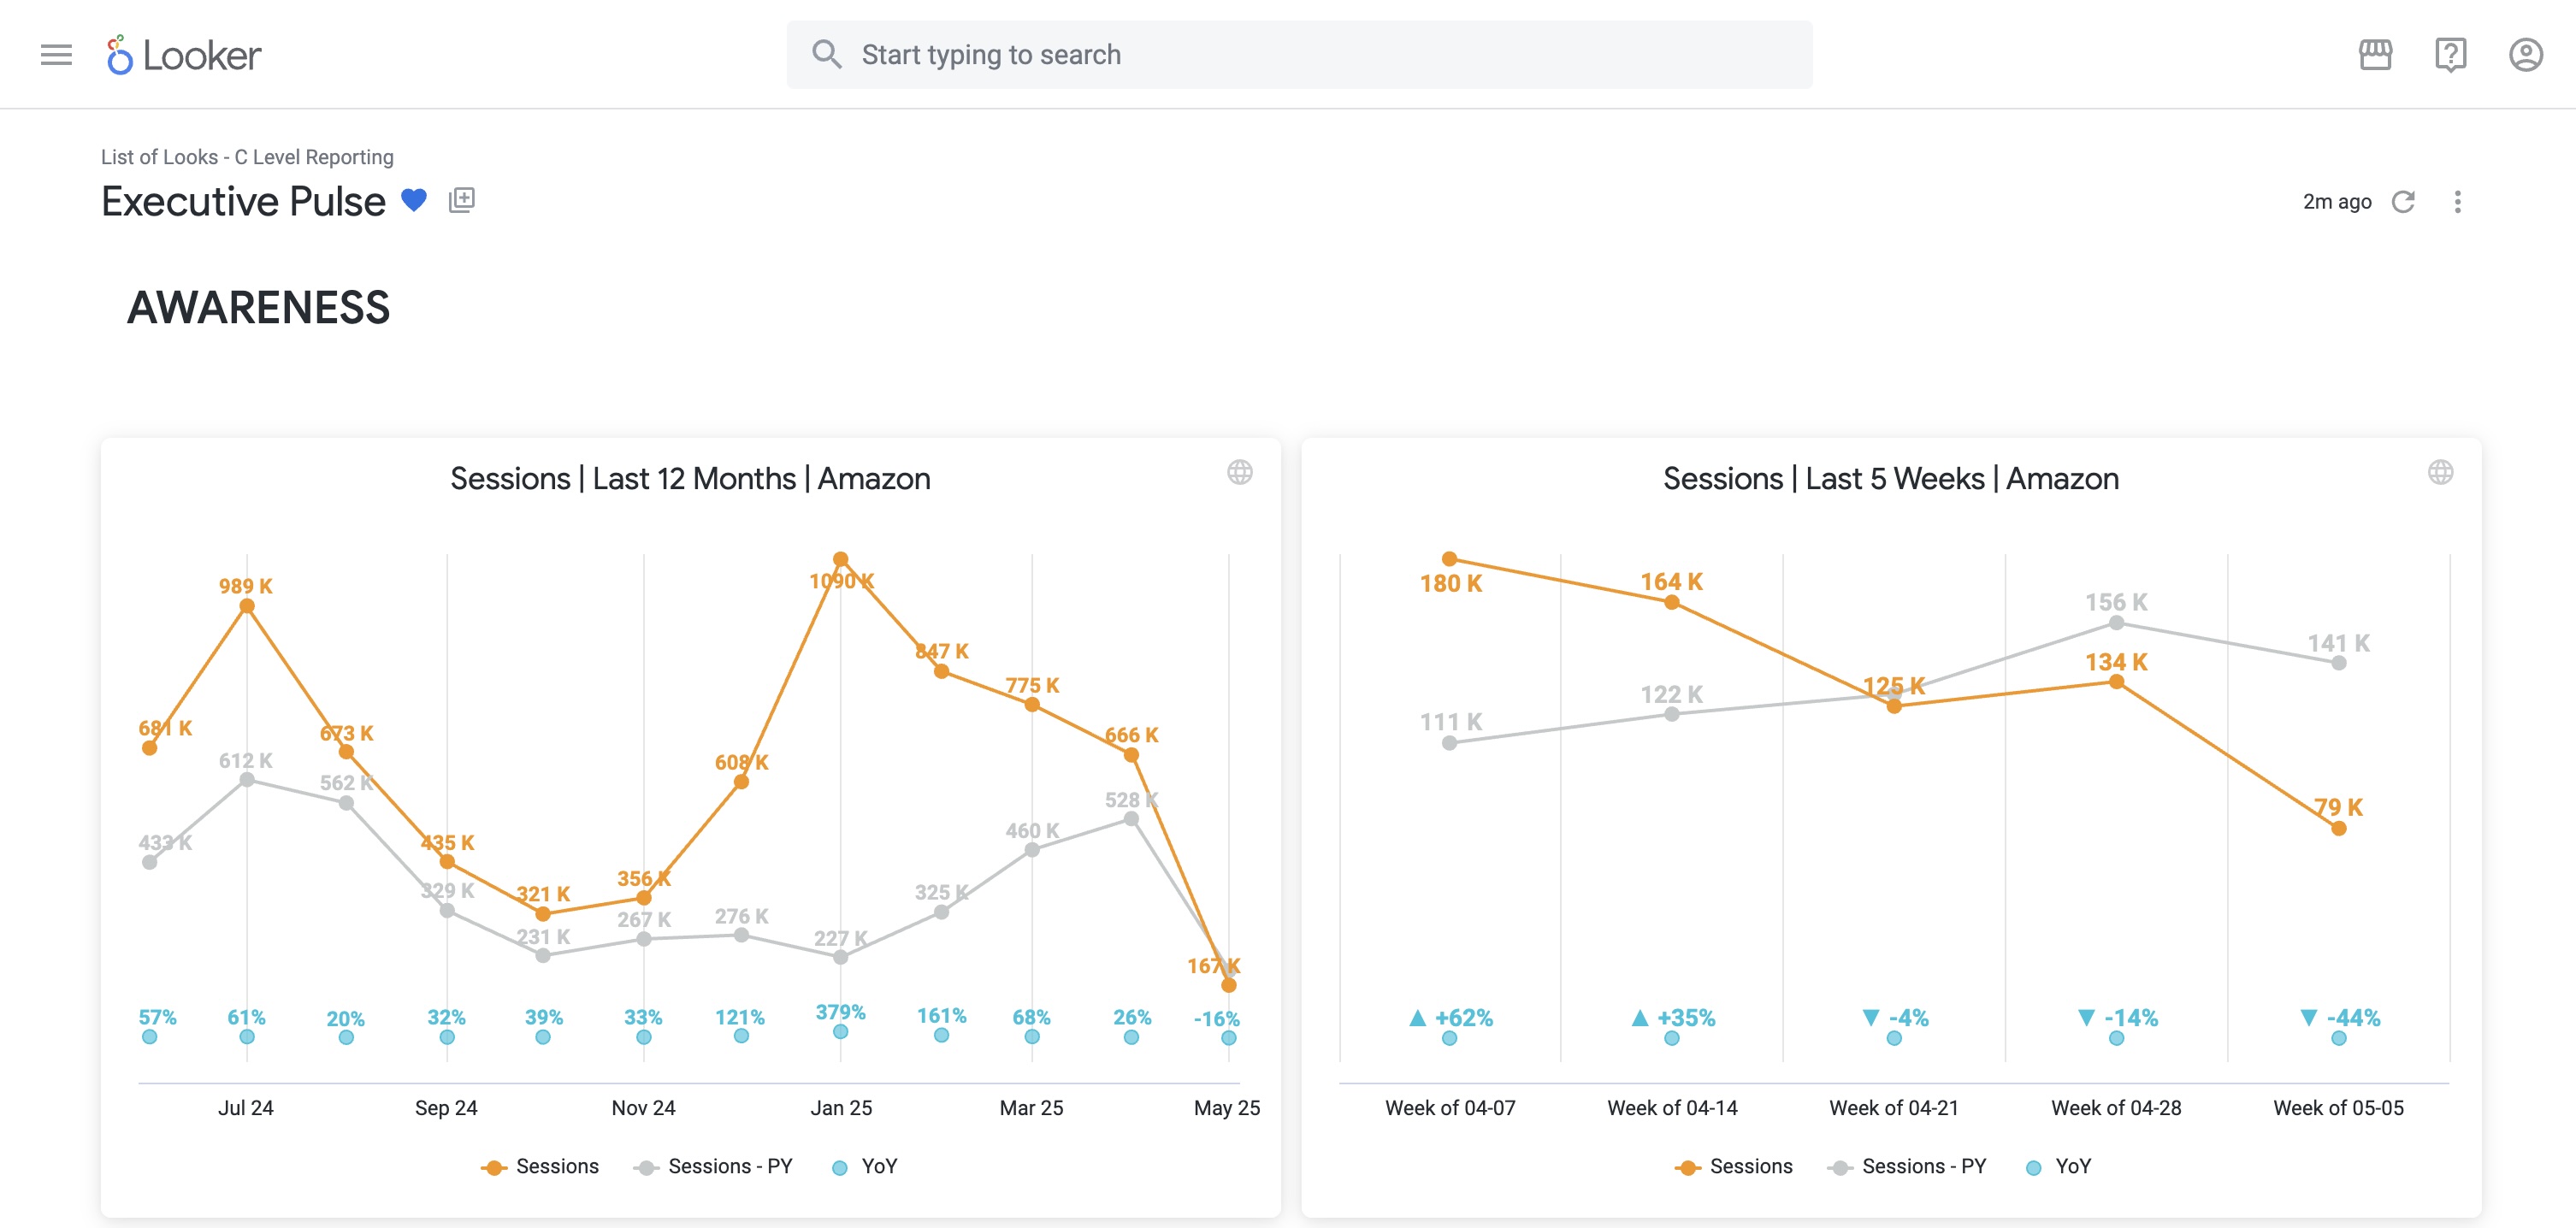 Looker
Start typing to search
List of Looks - C Level Reporting
Executive Pulse
2m ago
AWARENESS
Sessions | Last 12 Months | Amazon
989 K
1090 K
847 K
775 K
681 K
673 K
666 K
612 K
608 K
562 K
528 K
433 K
435 K
460 K
329 K
321 K
356 K
325 K
231 K
267 K
276 K
227 K
167 K
57% 61% 20% 32% 39% 33% 121% 379% 161% 68% 26% -16%
Jul 24 Sep 24 Nov 24 Jan 25 Mar 25 May 25
Sessions Sessions - PY YoY
Sessions | Last 5 Weeks | Amazon
180 K
164 K
156 K
141 K
134 K
125 K
122 K
111 K
79 K
▲ +62% ▲ +35% ▼ -4% ▼ -14% ▼ -44%
Week of 04-07 Week of 04-14 Week of 04-21 Week of 04-28 Week of 05-05
Sessions Sessions - PY YoY